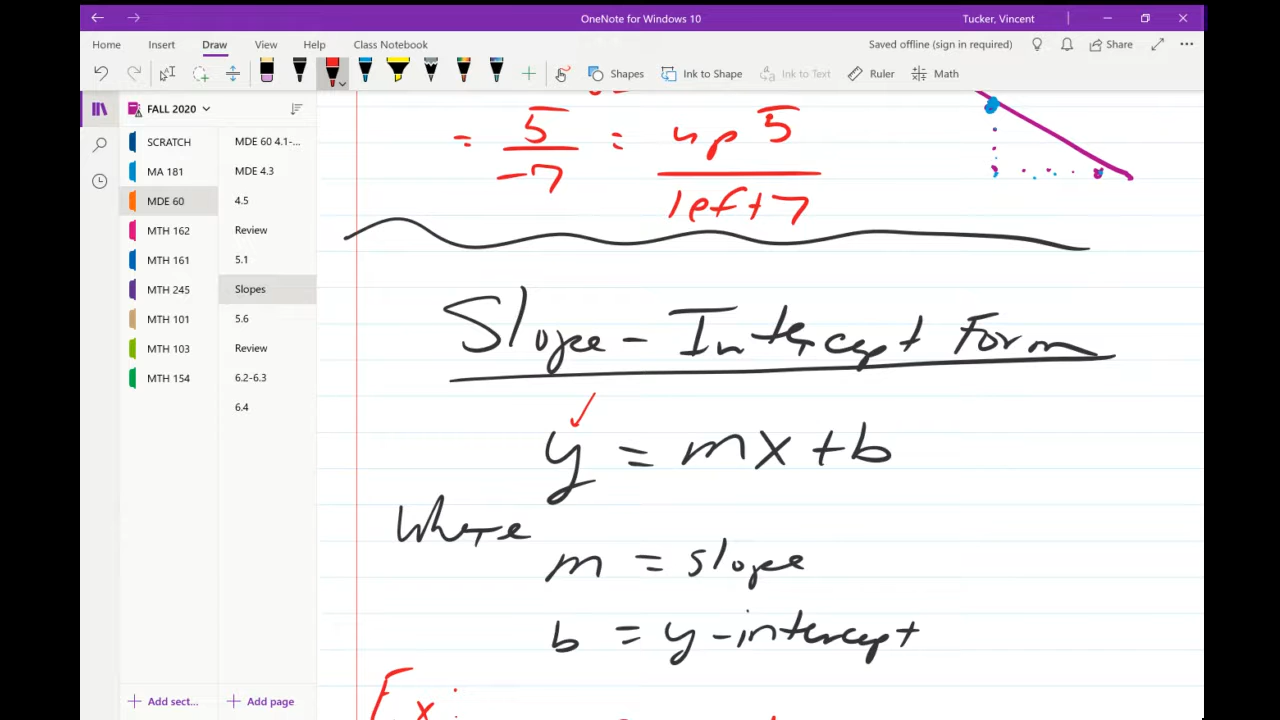 OneNote for Windows 10
Tucker, Vincent
Home Insert Draw View Help Class Notebook
Saved offline (sign in required) Share
Shapes Ink to Shape Ink to Text Ruler Math
FALL 2020
SCRATCH
MA 181
MDE 60
MTH 162
MTH 161
MTH 245
MTH 101
MTH 103
MTH 154
Add sect...
MDE 60 4.1-...
MDE 4.3
4.5
Review
5.1
Slopes
5.6
Review
6.2-6.3
6.4
Add page
= 5/-7 = up 5/left 7
Slope-Intercept Form
y = mx + b
Where
m = slope
b = y-intercept
Ex: